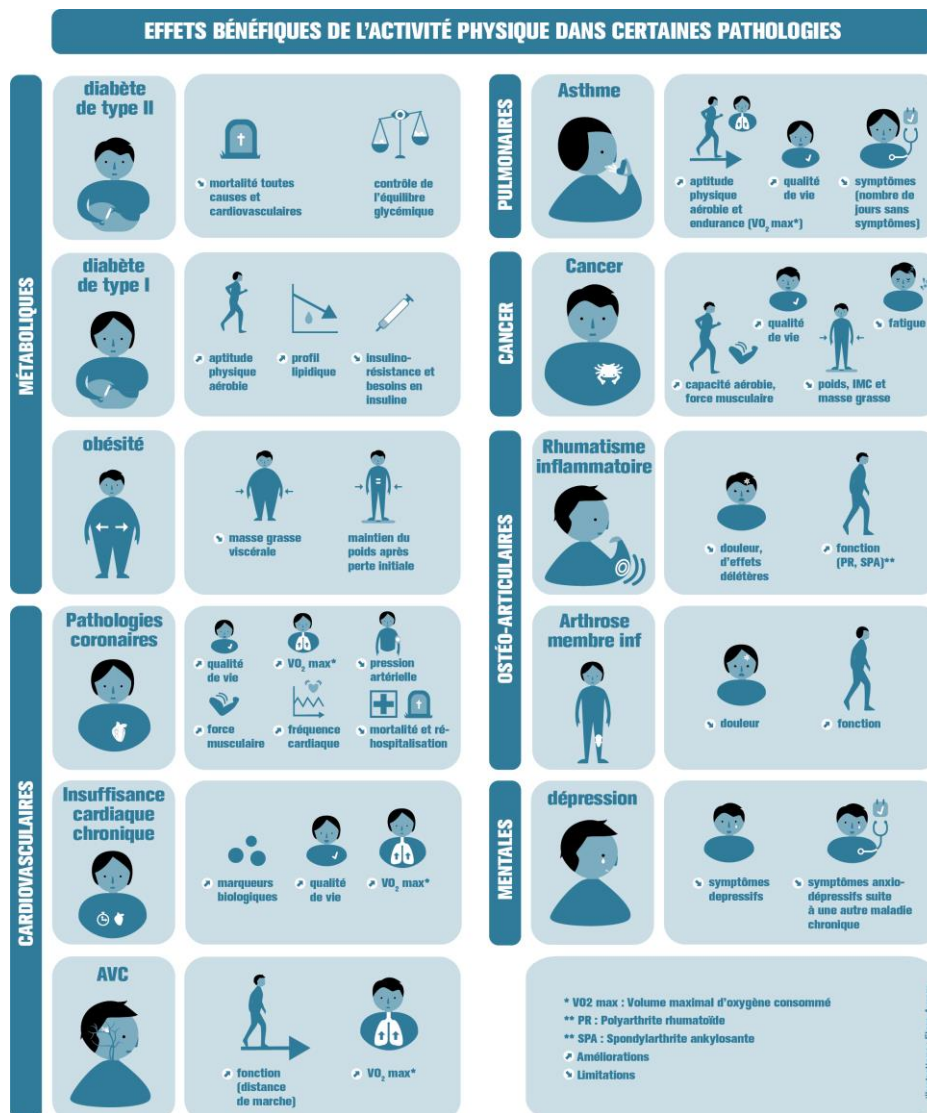 EFFETS BÉNÉFIQUES DE L'ACTIVITÉ PHYSIQUE DANS CERTAINES PATHOLOGIES
MÉTABOLIQUES
diabète
de type II
mortalité toutes
causes et
cardiovasculaires
contrôle de
l'équilibre
glycémique
diabète
de type I
aptitude
physique
aérobie
profil
lipidique
insulino-
résistance et
besoins en
insuline
obésité
masse grasse
viscérale
maintien du
poids après
perte initiale
CARDIOVASCULAIRES
Pathologies
coronaires
qualité
de vie
VO₂ max*
pression
artérielle
force
musculaire
fréquence
cardiaque
mortalité et ré-
hospitalisation
Insuffisance
cardiaque
chronique
marqueurs
biologiques
qualité
de vie
VO₂ max*
AVC
fonction
(distance
de marche)
VO₂ max*
PULMONAIRES
Asthme
aptitude
physique
aérobie et
endurance (VO₂ max*)
qualité
de vie
symptômes
(nombre de
jours sans
symptômes)
CANCER
Cancer
qualité
de vie
fatigue
capacité aérobie,
force musculaire
poids, IMC et
masse grasse
OSTÉO-ARTICULAIRES
Rhumatisme
inflammatoire
douleur,
d'effets
délétères
fonction
(PR, SPA)**
Arthrose
membre inf
douleur
fonction
MENTALES
dépression
symptômes
depressifs
symptômes anxio-
dépressifs suite
à une autre maladie
chronique
* VO2 max : Volume maximal d'oxygène consommé
** PR : Polyarthrite rhumatoïde
** SPA : Spondylarthrite ankylosante
Améliorations
Limitations